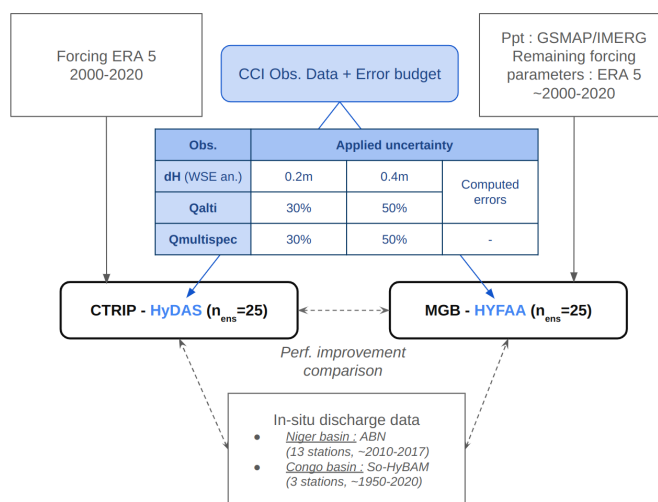 Forcing ERA 5
2000-2020
CCI Obs. Data + Error budget
Ppt : GSMAP/IMERG
Remaining forcing
parameters : ERA 5
~2000-2020
Obs.
Applied uncertainty
dH (WSE an.)
0.2m
0.4m
Computed
errors
Qalti
30%
50%
Qmultispec
30%
50%
-
CTRIP - HyDAS (nens=25)
MGB - HYFAA (nens=25)
Perf. improvement
comparison
In-situ discharge data
● Niger basin : ABN
(13 stations, ~2010-2017)
● Congo basin : So-HyBAM
(3 stations, ~1950-2020)